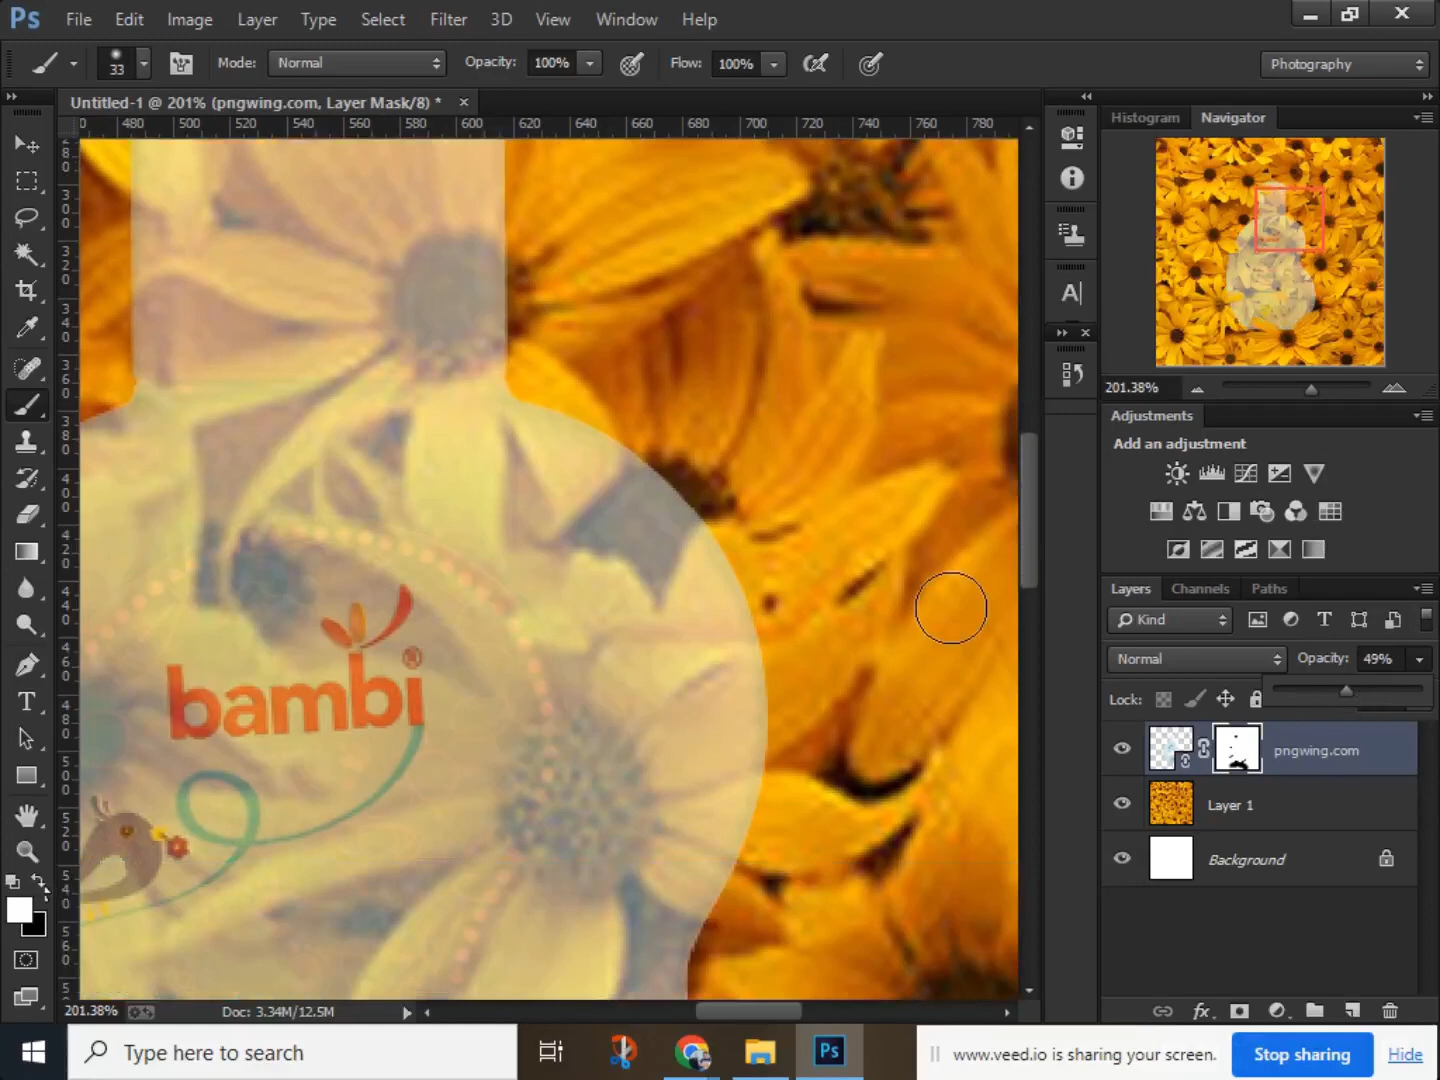 Ps File Edit Image Layer Type Select Filter 3D View Window Help
33 Mode: Normal Opacity: 100% Flow: 100% Photography
Untitled-1 @ 201% (pngwing.com, Layer Mask/8) *
480 500 520 540 560 580 600 620 640 660 680 700 720 740 760 780
Histogram Navigator
201.38%
Adjustments
Add an adjustment
Layers Channels Paths
Kind T
Normal Opacity: 49%
Lock:
pngwing.com
Layer 1
Background
bambi®
201.38% Doc: 3.34M/12.5M
Type here to search
Ps
www.veed.io is sharing your screen. Stop sharing Hide